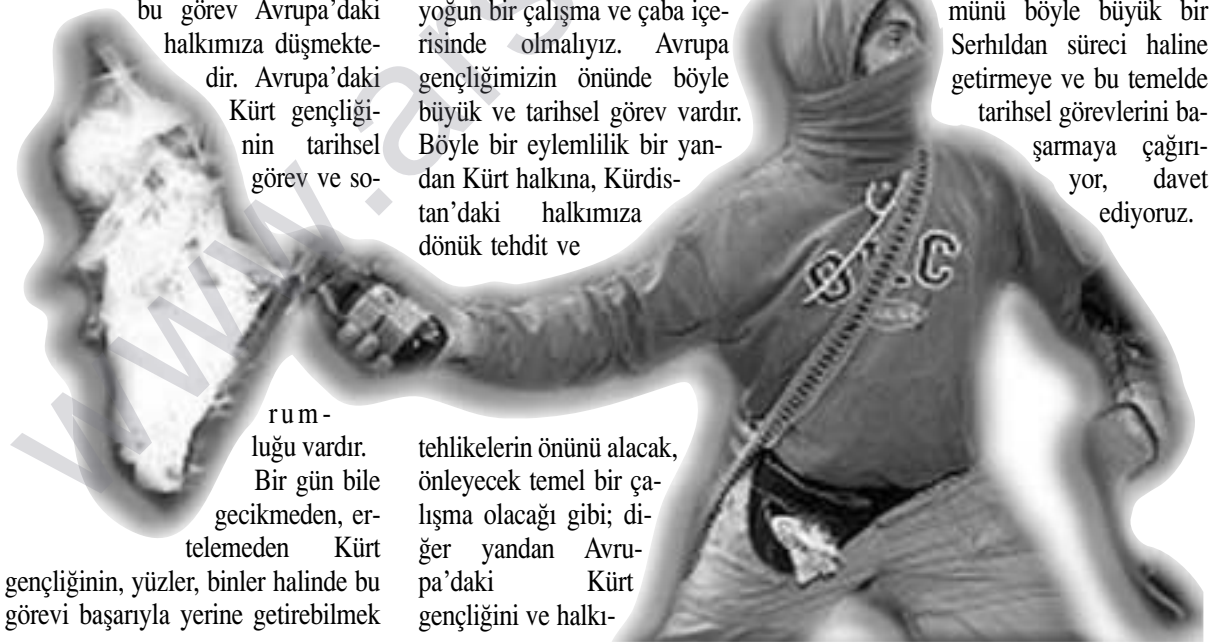 bu görev Avrupa’daki
halkımıza düşmekte-
dir. Avrupa’daki
Kürt gençliği-
nin tarihsel
görev ve so-
rum-
luğu vardır.
Bir gün bile
gecikmeden, er-
telemeden Kürt
gençliğinin, yüzler, binler halinde bu
görevi başarıyla yerine getirebilmek
yoğun bir çalışma ve çaba içe-
risinde olmalıyız. Avrupa
gençliğimizin önünde böyle
büyük ve tarihsel görev vardır.
Böyle bir eylemlilik bir yan-
dan Kürt halkına, Kürdis-
tan’daki halkımıza
dönük tehdit ve
tehlikelerin önünü alacak,
önleyecek temel bir ça-
lışma olacağı gibi; di-
ğer yandan Avru-
pa’daki Kürt
gençliğini ve halkı-
münü böyle büyük bir
Serhıldan süreci haline
getirmeye ve bu temelde
tarihsel görevlerini ba-
şarmaya çağırı-
yor, davet
ediyoruz.